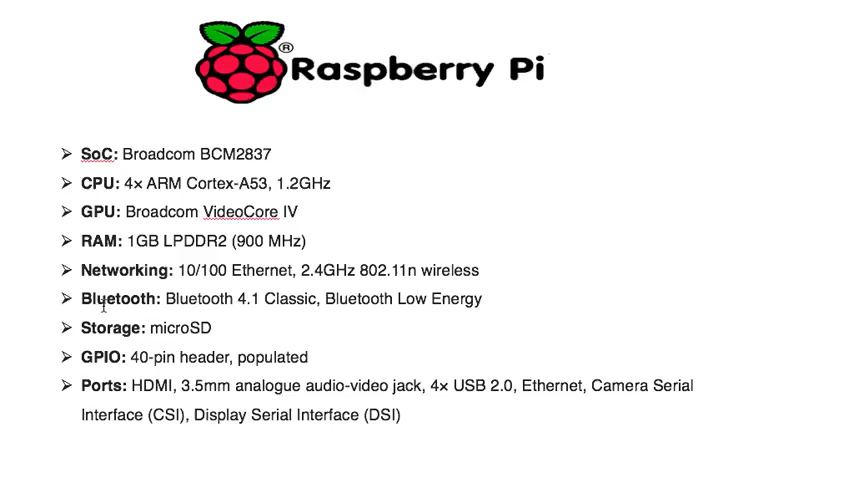 ® Raspberry Pi
➢ SoC: Broadcom BCM2837
➢ CPU: 4× ARM Cortex-A53, 1.2GHz
➢ GPU: Broadcom VideoCore IV
➢ RAM: 1GB LPDDR2 (900 MHz)
➢ Networking: 10/100 Ethernet, 2.4GHz 802.11n wireless
➢ Bluetooth: Bluetooth 4.1 Classic, Bluetooth Low Energy
➢ Storage: microSD
➢ GPIO: 40-pin header, populated
➢ Ports: HDMI, 3.5mm analogue audio-video jack, 4× USB 2.0, Ethernet, Camera Serial
Interface (CSI), Display Serial Interface (DSI)